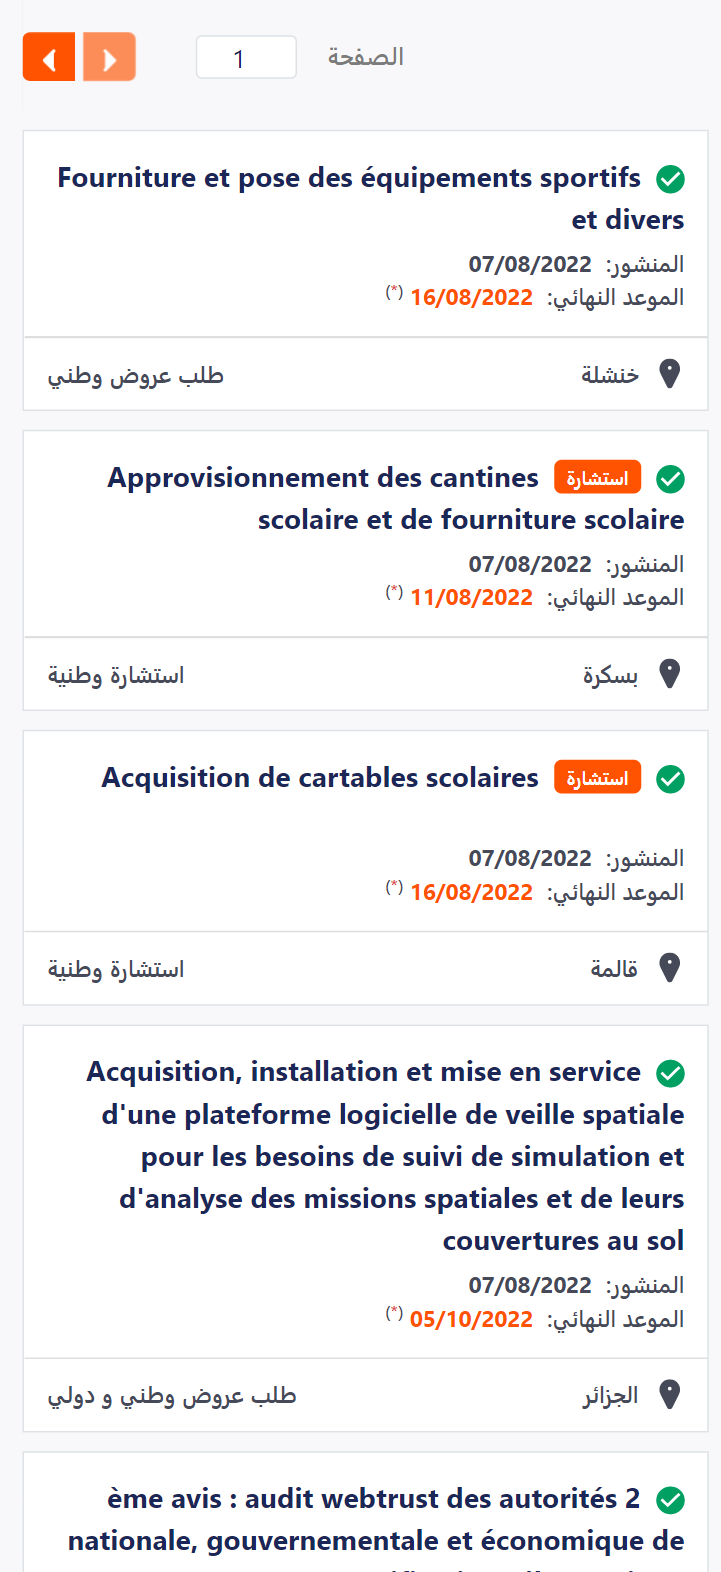 الصفحة 1
Fourniture et pose des équipements sportifs
et divers
المنشور: 07/08/2022
الموعد النهائي: 16/08/2022 (*)
خنشلة
طلب عروض وطني
استشارة Approvisionnement des cantines
scolaire et de fourniture scolaire
المنشور: 07/08/2022
الموعد النهائي: 11/08/2022 (*)
بسكرة
استشارة وطنية
استشارة Acquisition de cartables scolaires
المنشور: 07/08/2022
الموعد النهائي: 16/08/2022 (*)
قالمة
استشارة وطنية
Acquisition, installation et mise en service
d'une plateforme logicielle de veille spatiale
pour les besoins de suivi de simulation et
d'analyse des missions spatiales et de leurs
couvertures au sol
المنشور: 07/08/2022
الموعد النهائي: 05/10/2022 (*)
الجزائر
طلب عروض وطني و دولي
ème avis : audit webtrust des autorités 2
nationale, gouvernementale et économique de